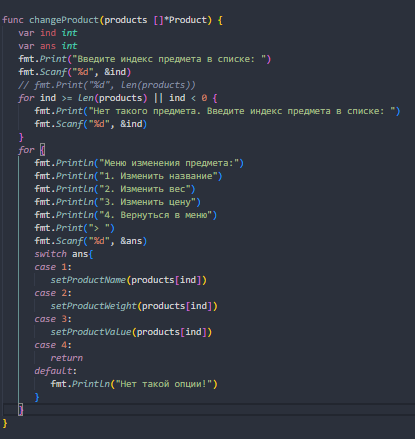 func changeProduct(products []*Product) {
var ind int
var ans int
fmt.Print("Введите индекс предмета в списке: ")
fmt.Scanf("%d", &ind)
// fmt.Print("%d", len(products))
for ind >= len(products) || ind < 0 {
fmt.Print("Нет такого предмета. Введите индекс предмета в списке: ")
fmt.Scanf("%d", &ind)
}
for {
fmt.Println("Меню изменения предмета:")
fmt.Println("1. Изменить название")
fmt.Println("2. Изменить вес")
fmt.Println("3. Изменить цену")
fmt.Println("4. Вернуться в меню")
fmt.Print("> ")
fmt.Scanf("%d", &ans)
switch ans{
case 1:
setProductName(products[ind])
case 2:
setProductWeight(products[ind])
case 3:
setProductValue(products[ind])
case 4:
return
default:
fmt.Println("Нет такой опции!")
}
}
}